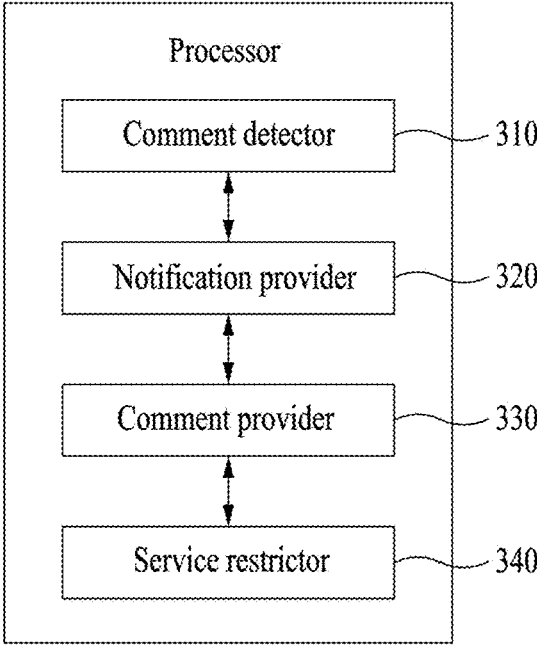 Processor
Comment detector 310
Notification provider 320
Comment provider 330
Service restrictor 340